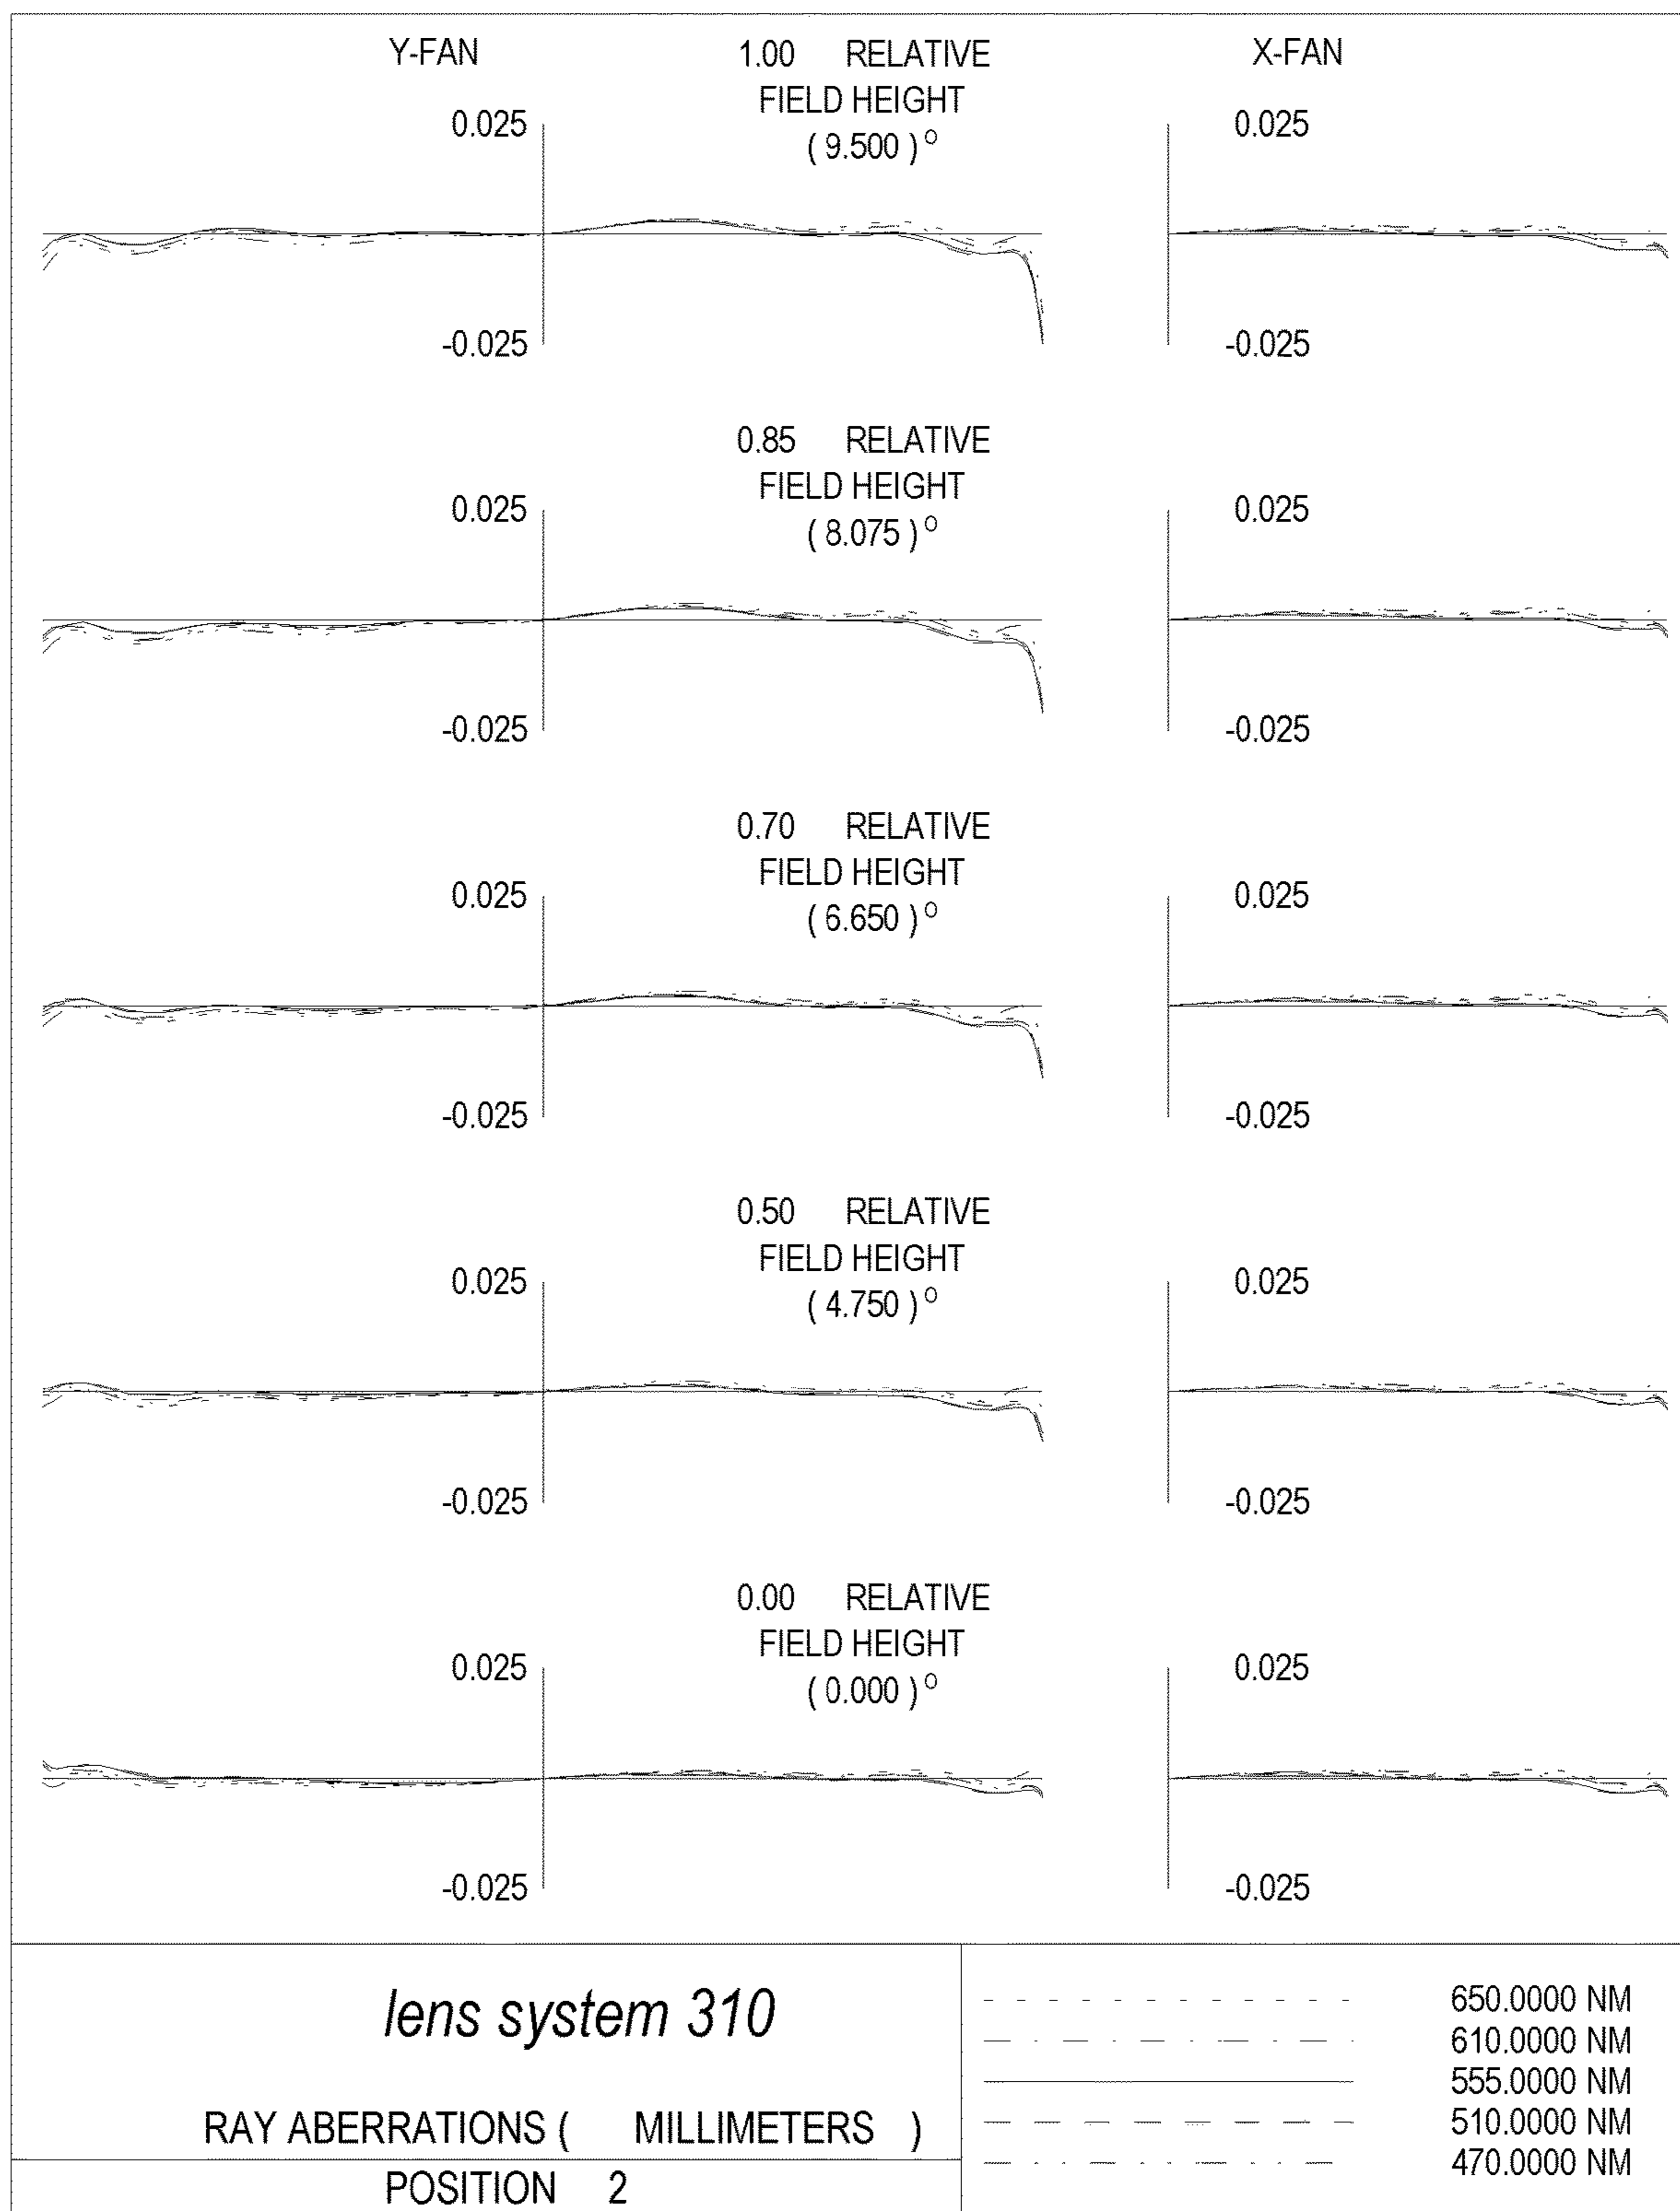 Y-FAN 1.00 RELATIVE X-FAN
FIELD HEIGHT
0.025 0.025
( 9.500 )°
-0.025 -0.025
0.85 RELATIVE
FIELD HEIGHT
0.025 0.025
( 8.075 )°
-0.025 -0.025
0.70 RELATIVE
FIELD HEIGHT
0.025 0.025
( 6.650 )°
-0.025 -0.025
0.50 RELATIVE
FIELD HEIGHT
0.025 0.025
( 4.750 )°
-0.025 -0.025
0.00 RELATIVE
FIELD HEIGHT
0.025 0.025
( 0.000 )°
-0.025 -0.025
lens system 310
RAY ABERRATIONS ( MILLIMETERS )
POSITION 2
650.0000 NM
610.0000 NM
555.0000 NM
510.0000 NM
470.0000 NM